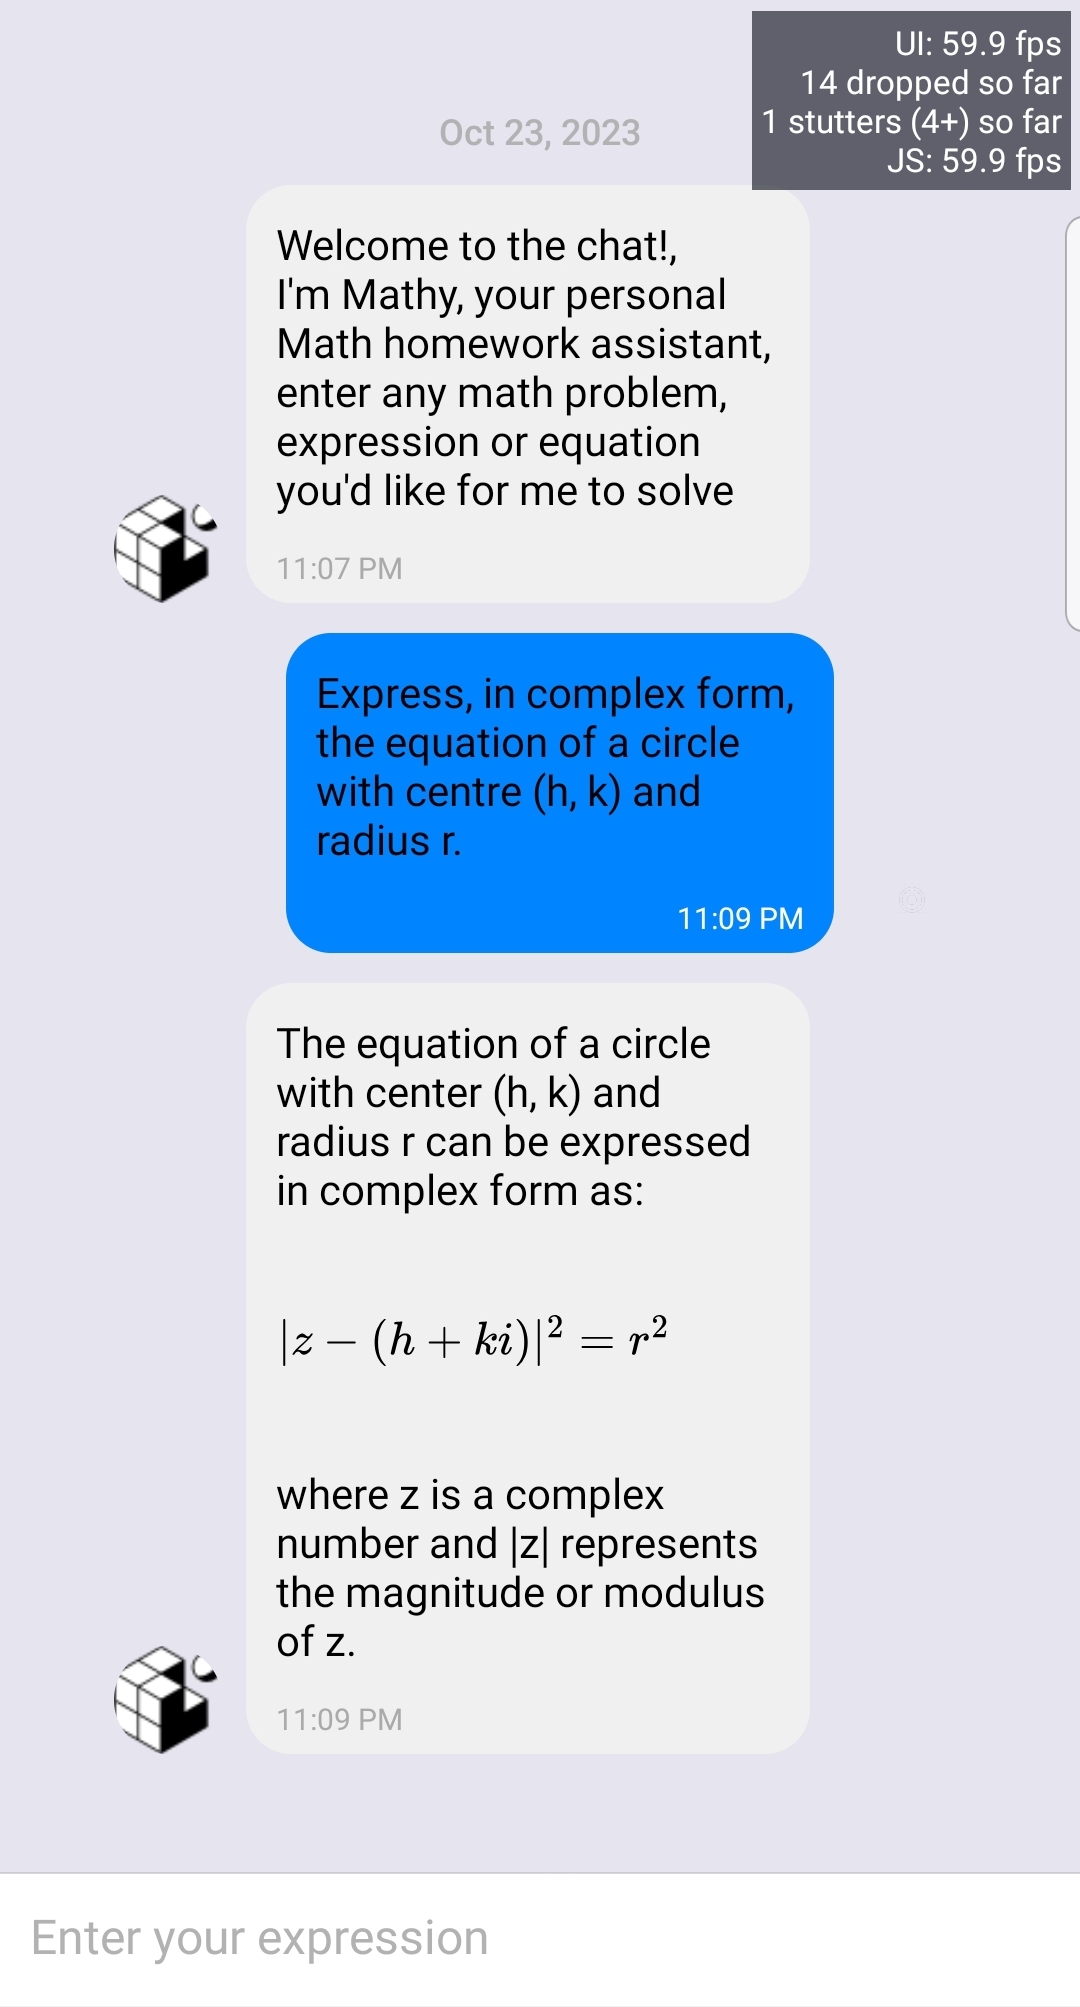 UI: 59.9 fps
14 dropped so far
1 stutters (4+) so far
JS: 59.9 fps
Oct 23, 2023
Welcome to the chat!,
I'm Mathy, your personal
Math homework assistant,
enter any math problem,
expression or equation
you'd like for me to solve
11:07 PM
Express, in complex form,
the equation of a circle
with centre (h, k) and
radius r.
11:09 PM
The equation of a circle
with center (h, k) and
radius r can be expressed
in complex form as:
|z − (h + ki)|² = r²
where z is a complex
number and |z| represents
the magnitude or modulus
of z.
11:09 PM
Enter your expression